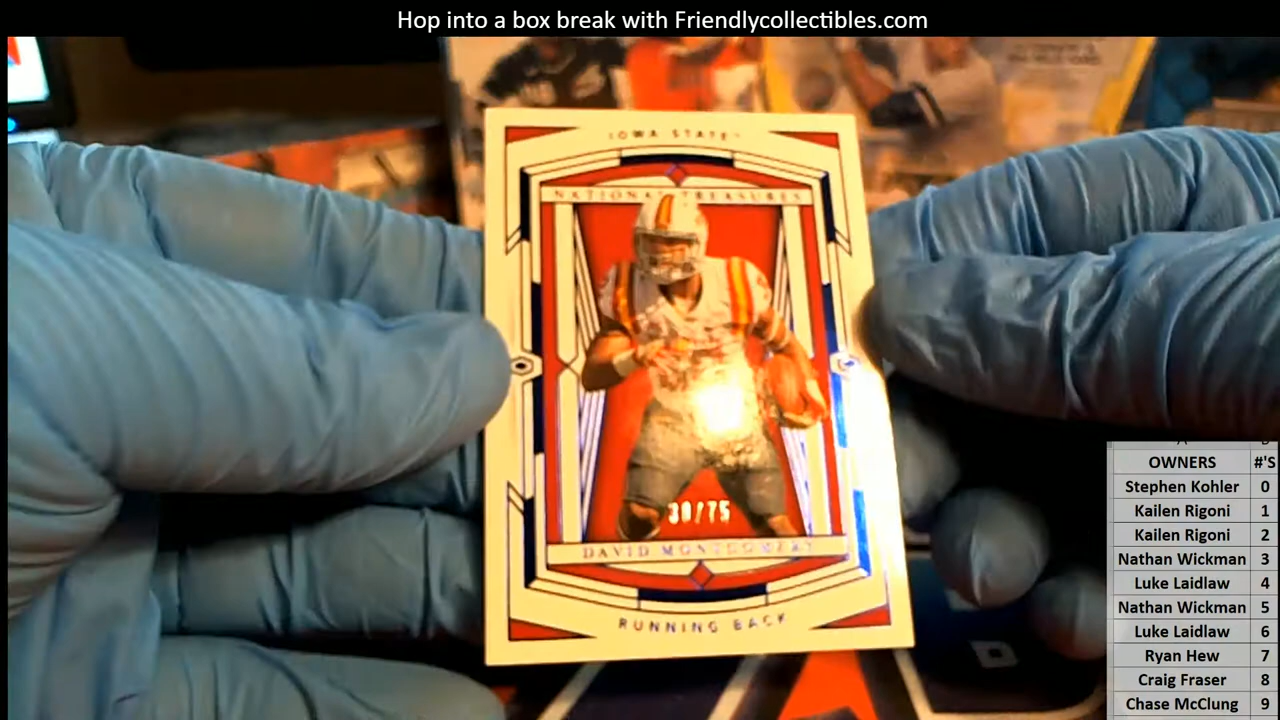 Hop into a box break with Friendlycollectibles.com
IOWA STATE
NATIONAL TREASURES
30/75
DAVID MONTGOMERY
RUNNING BACK
OWNERS #'S
Stephen Kohler 0
Kailen Rigoni 1
Kailen Rigoni 2
Nathan Wickman 3
Luke Laidlaw 4
Nathan Wickman 5
Luke Laidlaw 6
Ryan Hew 7
Craig Fraser 8
Chase McClung 9